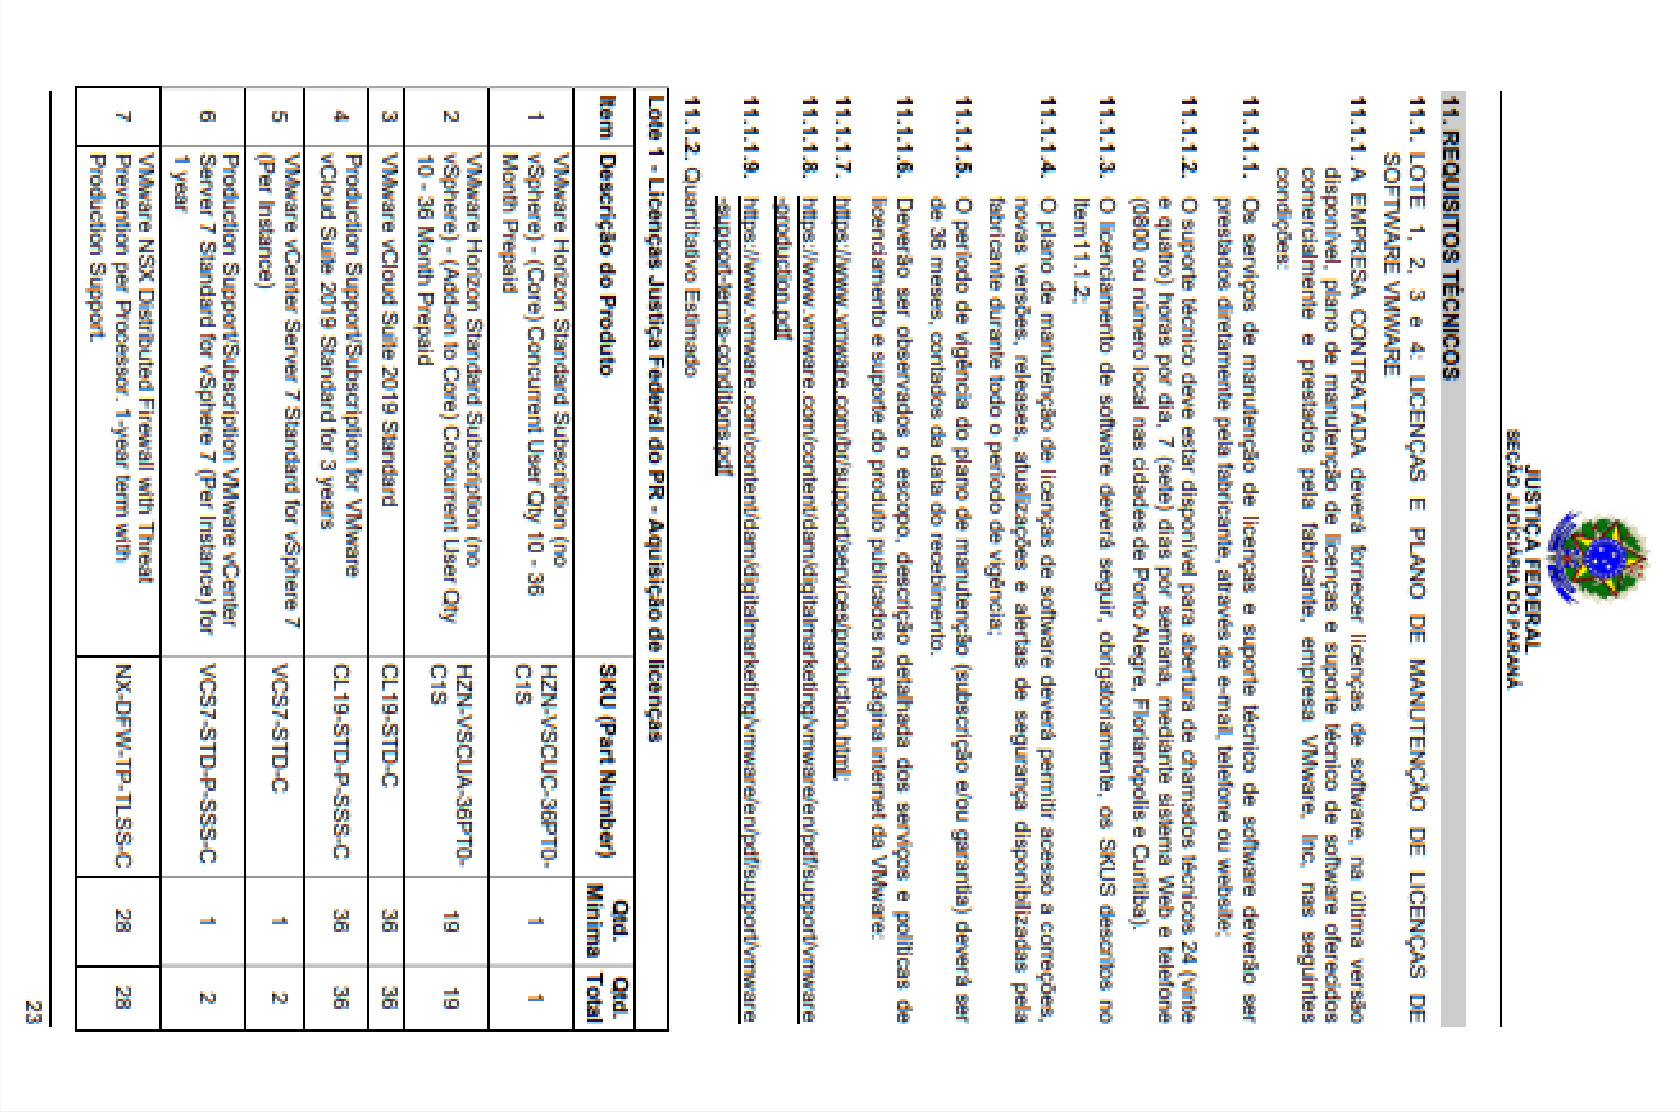 JUSTIÇA FEDERAL
SEÇÃO JUDICIÁRIA DO PARANÁ
11. REQUISITOS TÉCNICOS
11.1. LOTE 1, 2, 3 e 4: LICENÇAS E PLANO DE MANUTENÇÃO DE LICENÇAS DE
SOFTWARE VMWARE
11.1.1. A EMPRESA CONTRATADA deverá fornecer licenças de software, na última versão
disponível, plano de manutenção de licenças e suporte técnico de software oferecidos
comercialmente e prestados pela fabricante, empresa VMware, Inc, nas seguintes
condições:
11.1.1.1. Os serviços de manutenção de licenças e suporte técnico de software deverão ser
prestados diretamente pela fabricante, através de e-mail, telefone ou website;
11.1.1.2. O suporte técnico deve estar disponível para abertura de chamados técnicos 24 (vinte
e quatro) horas por dia, 7 (sete) dias por semana, mediante sistema Web e telefone
(0800 ou número local nas cidades de Porto Alegre, Florianópolis e Curitiba).
11.1.1.3. O licenciamento de software deverá seguir, obrigatoriamente, os SKUS descritos no
Item11.1.2;
11.1.1.4. O plano de manutenção de licenças de software deverá permitir acesso a correções,
novas versões, releases, atualizações e alertas de segurança disponibilizadas pela
fabricante durante todo o período de vigência;
11.1.1.5. O período de vigência do plano de manutenção (subscrição e/ou garantia) deverá ser
de 36 meses, contados da data do recebimento.
11.1.1.6. Deverão ser observados o escopo, descrição detalhada dos serviços e políticas de
licenciamento e suporte do produto publicados na página internet da VMware:
11.1.1.7. https://www.vmware.com/br/support/services/production.html;
11.1.1.8. https://www.vmware.com/content/dam/digitalmarketing/vmware/en/pdf/support/vmware
-production.pdf
11.1.1.9. https://www.vmware.com/content/dam/digitalmarketing/vmware/en/pdf/support/vmware
-support-terms-conditions.pdf
11.1.2. Quantitativo Estimado
Lote 1 - Licenças Justiça Federal do PR - Aquisição de licenças
Item Descrição do Produto SKU (Part Number) Qtd. Mínima Qtd. Total
1 VMware Horizon Standard Subscription (no
vSphere) - (Core) Concurrent User Qty 10 - 36
Month Prepaid HZN-VSCUC-36PT0-
C1S 1 1
2 VMware Horizon Standard Subscription (no
vSphere) - (Add-on to Core) Concurrent User Qty
10 - 36 Month Prepaid HZN-VSCUA-36PT0-
C1S 19 19
3 VMware vCloud Suite 2019 Standard CL19-STD-C 36 36
4 Production Support/Subscription for VMware
vCloud Suite 2019 Standard for 3 years CL19-STD-P-SSS-C 36 36
5 VMware vCenter Server 7 Standard for vSphere 7
(Per Instance) VCS7-STD-C 1 2
6 Production Support/Subscription VMware vCenter
Server 7 Standard for vSphere 7 (Per Instance) for
1 year VCS7-STD-P-SSS-C 1 2
7 VMware NSX Distributed Firewall with Threat
Prevention per Processor. 1-year term with
Production Support. NX-DFW-TP-TLSS-C 28 28
23